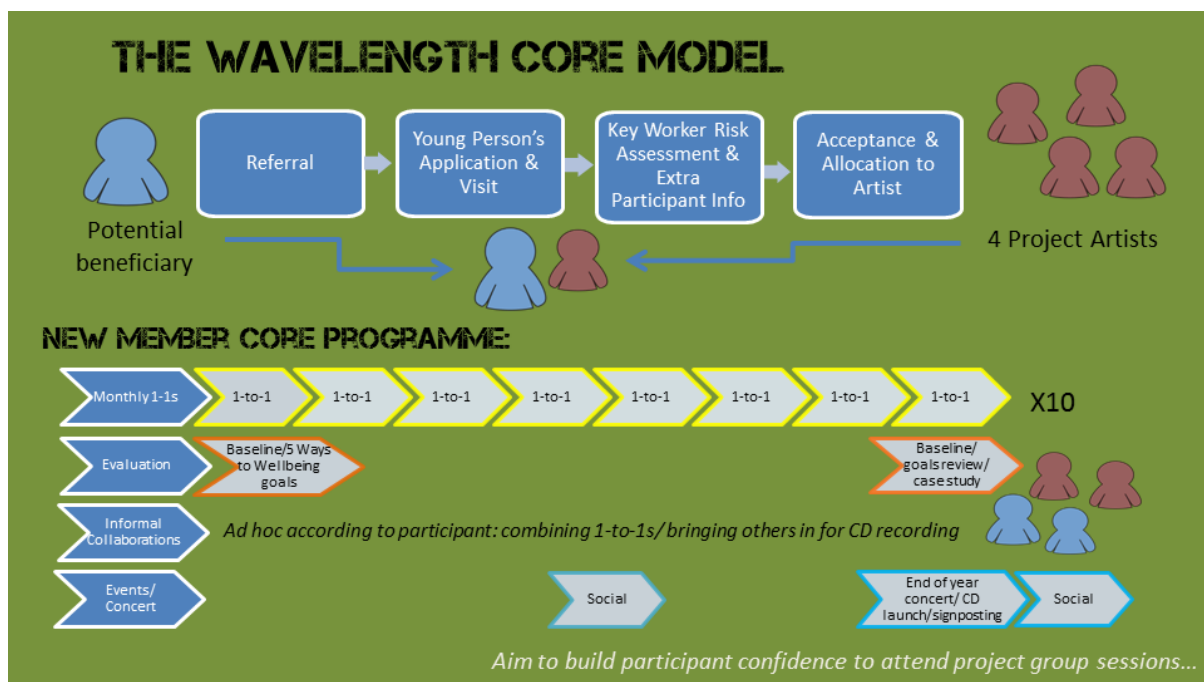 THE WAVELENGTH CORE MODEL
Referral
Young Person's
Application &
Visit
Key Worker Risk
Assessment &
Extra
Participant Info
Acceptance &
Allocation to
Artist
Potential
beneficiary
4 Project Artists
NEW MEMBER CORE PROGRAMME:
Monthly 1-1s
1-to-1
1-to-1
1-to-1
1-to-1
1-to-1
1-to-1
1-to-1
1-to-1
X10
Evaluation
Baseline/5 Ways
to Wellbeing
goals
Baseline/
goals review/
case study
Informal
Collaborations
Ad hoc according to participant: combining 1-to-1s/ bringing others in for CD recording
Events/
Concert
Social
End of year
concert/ CD
launch/signposting
Social
Aim to build participant confidence to attend project group sessions...